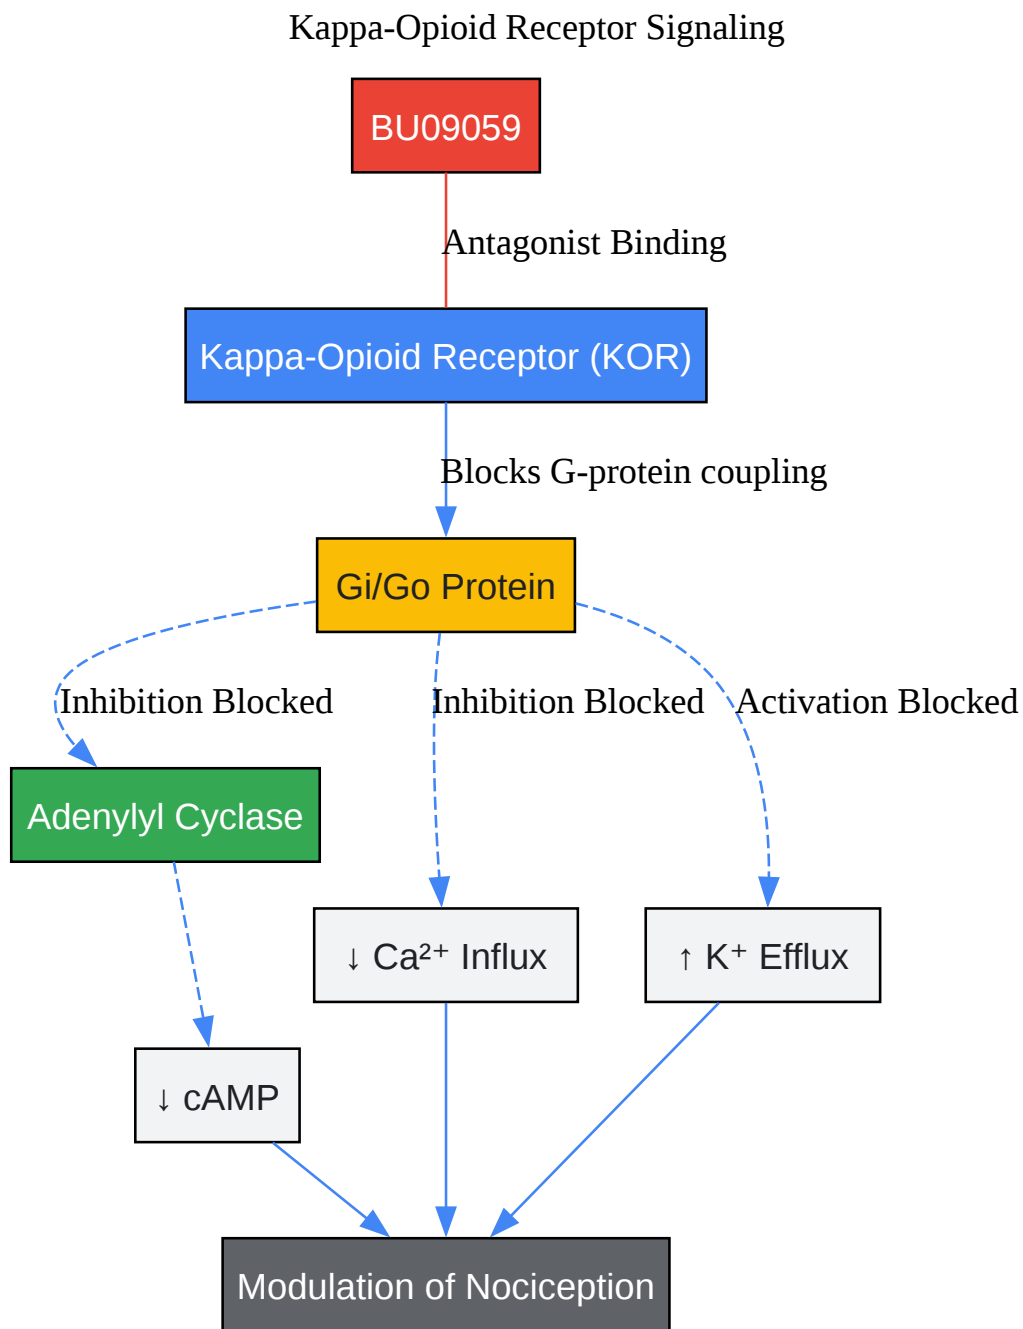 Kappa-Opioid Receptor Signaling
BU09059
Antagonist Binding
Kappa-Opioid Receptor (KOR)
Blocks G-protein coupling
Gi/Go Protein
Inhibition Blocked
Inhibition Blocked
Activation Blocked
Adenylyl Cyclase
↓ Ca²⁺ Influx
↑ K⁺ Efflux
↓ cAMP
Modulation of Nociception